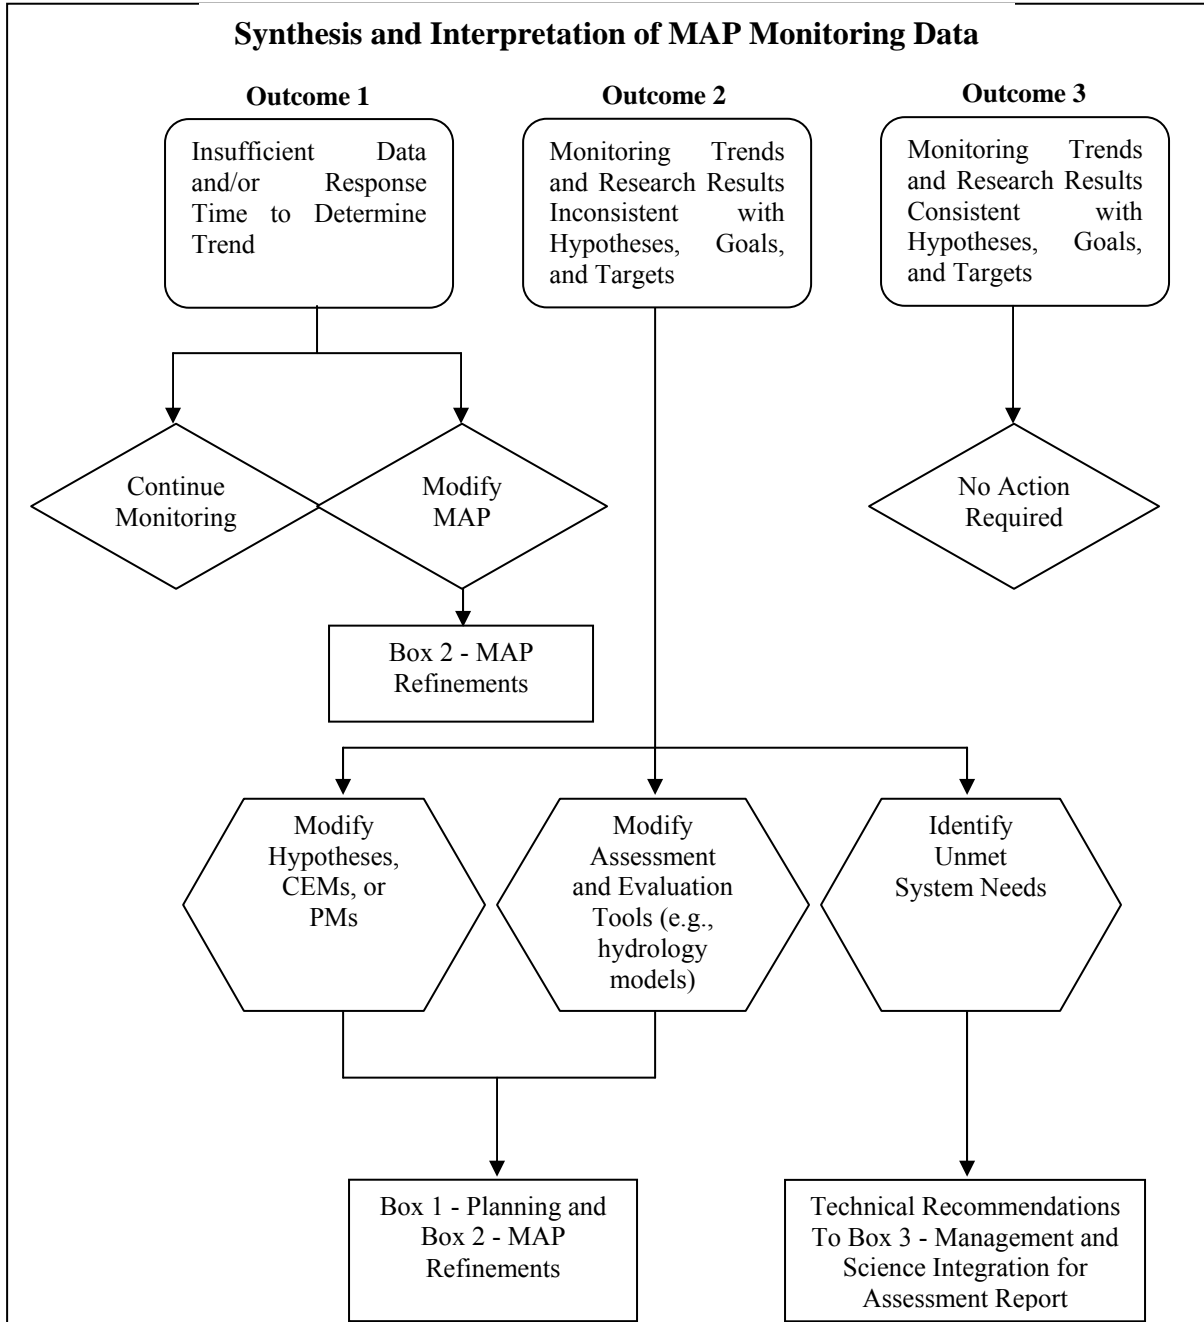 Synthesis and Interpretation of MAP Monitoring Data
Outcome 1
Insufficient Data
and/or Response
Time to Determine
Trend
Outcome 2
Monitoring Trends
and Research Results
Inconsistent with
Hypotheses, Goals,
and Targets
Outcome 3
Monitoring Trends
and Research Results
Consistent with
Hypotheses, Goals,
and Targets
Continue
Monitoring
Modify
MAP
No Action
Required
Box 2 - MAP
Refinements
Modify
Hypotheses,
CEMs, or
PMs
Modify
Assessment
and Evaluation
Tools (e.g.,
hydrology
models)
Identify
Unmet
System Needs
Box 1 - Planning and
Box 2 - MAP
Refinements
Technical Recommendations
To Box 3 - Management and
Science Integration for
Assessment Report